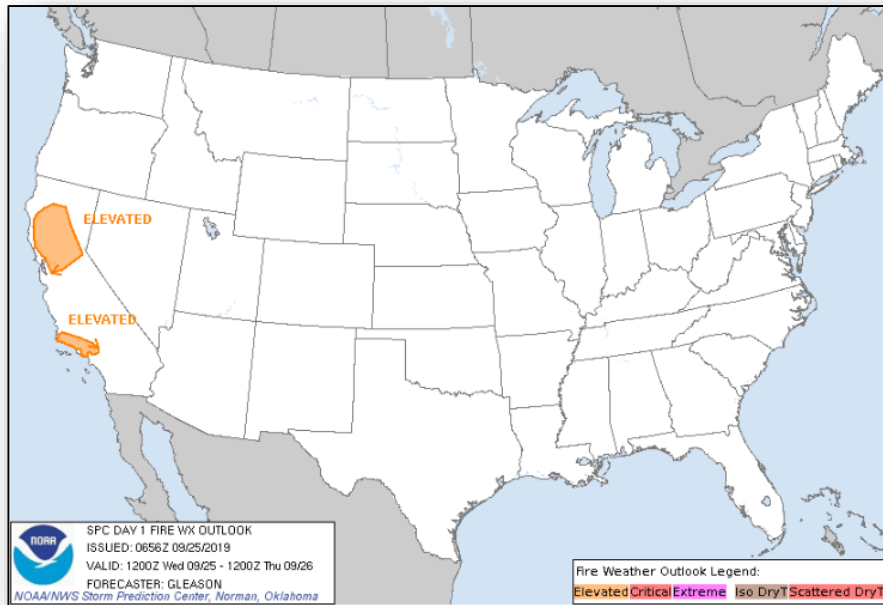 ELEVATED
ELEVATED
NOAA
SPC DAY 1 FIRE WX OUTLOOK
ISSUED: 0656Z 09/25/2019
VALID: 1200Z Wed 09/25 - 1200Z Thu 09/26
FORECASTER: GLEASON
NOAA/NWS Storm Prediction Center, Norman, Oklahoma
Fire Weather Outlook Legend:
Elevated Critical Extreme Iso DryT Scattered DryT